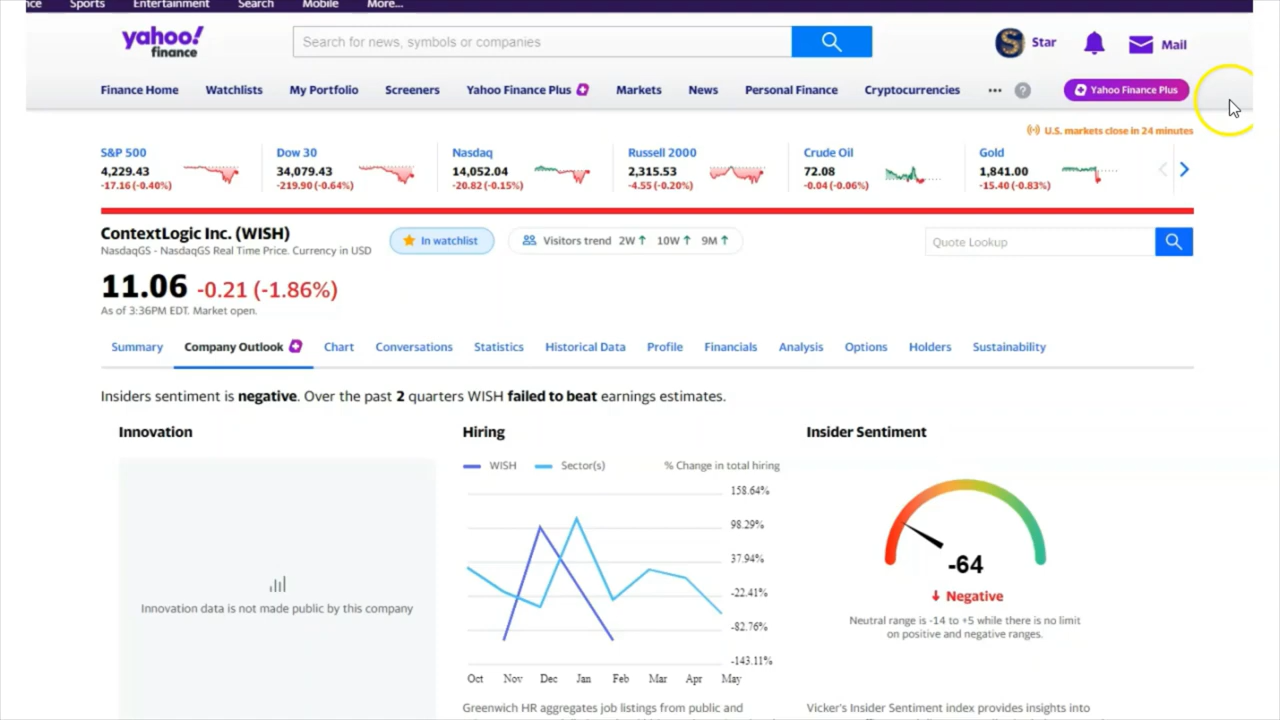 nce Sports Entertainment Search Mobile More...
yahoo!
finance
Search for news, symbols or companies
S Star Mail
Finance Home Watchlists My Portfolio Screeners Yahoo Finance Plus Markets News Personal Finance Cryptocurrencies ... ? Yahoo Finance Plus
U.S. markets close in 24 minutes
S&P 500 Dow 30 Nasdaq Russell 2000 Crude Oil Gold
4,229.43 34,079.43 14,052.04 2,315.53 72.08 1,841.00
-17.16 (-0.40%) -219.90 (-0.64%) -20.82 (-0.15%) -4.55 (-0.20%) -0.04 (-0.06%) -15.40 (-0.83%)
ContextLogic Inc. (WISH)
NasdaqGS - NasdaqGS Real Time Price. Currency in USD
In watchlist
Visitors trend 2W↑ 10W↑ 9M↑
Quote Lookup
11.06 -0.21 (-1.86%)
As of 3:36PM EDT. Market open.
Summary Company Outlook Chart Conversations Statistics Historical Data Profile Financials Analysis Options Holders Sustainability
Insiders sentiment is negative. Over the past 2 quarters WISH failed to beat earnings estimates.
Innovation
Innovation data is not made public by this company
Hiring
WISH Sector(s) % Change in total hiring
158.64%
98.29%
37.94%
-22.41%
-82.76%
-143.11%
Oct Nov Dec Jan Feb Mar Apr May
Greenwich HR aggregates job listings from public and
Insider Sentiment
-64
↓ Negative
Neutral range is -14 to +5 while there is no limit
on positive and negative ranges.
Vicker's Insider Sentiment index provides insights into